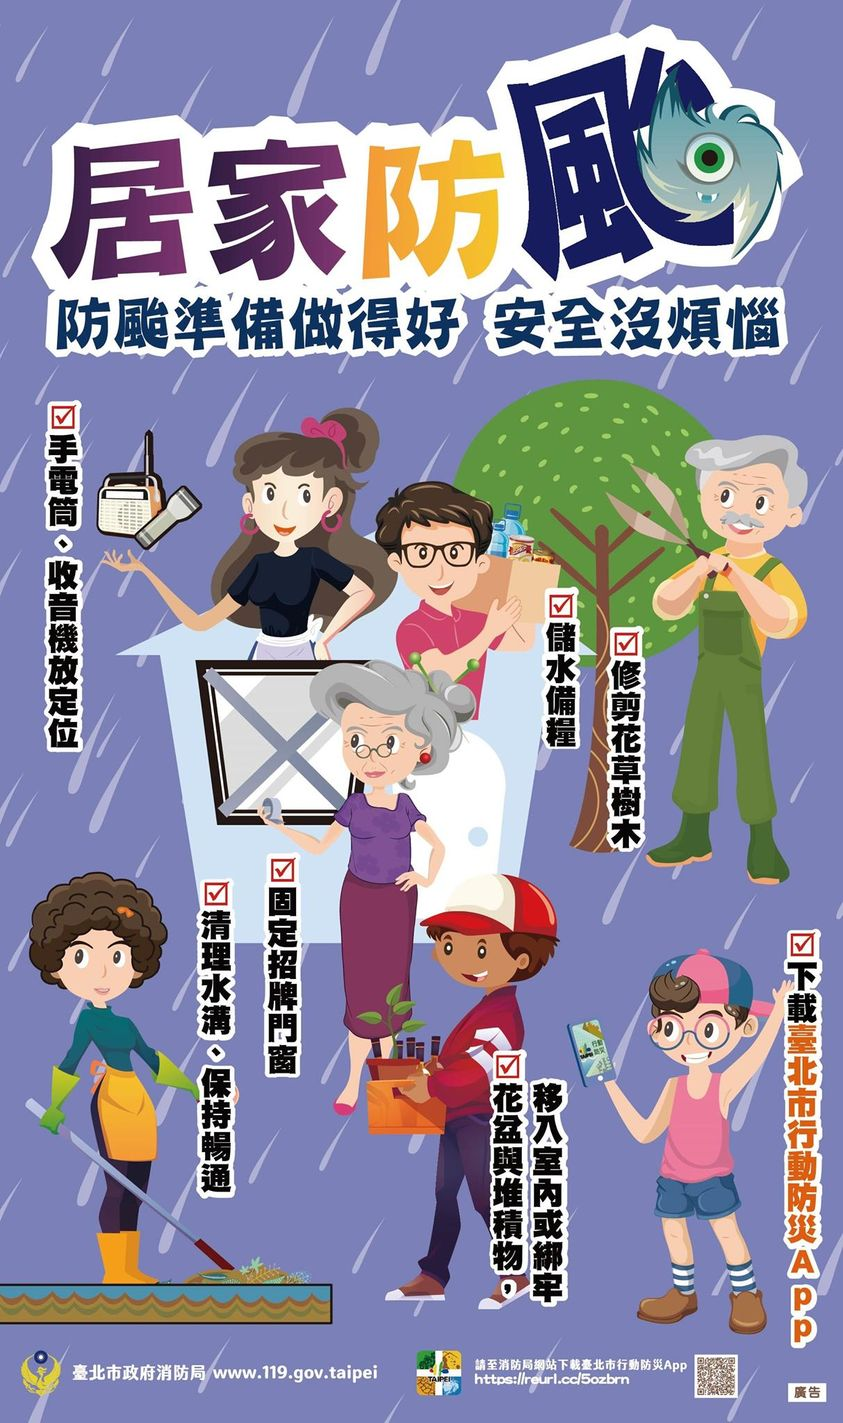 居家防颱
防颱準備做得好 安全沒煩惱
手電筒、收音機放定位
儲水備糧
修剪花草樹木
固定招牌門窗
清理水溝、保持暢通
花盆與堆積物，
移入室內或綁牢
下載臺北市行動防災App
行動
防災
臺北市政府消防局 www.119.gov.taipei
TAIPEI
請至消防局網站下載臺北市行動防災App
https://reurl.cc/5ozbrn
廣告